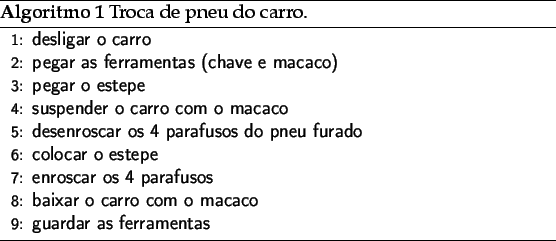 Algoritmo 1 Troca de pneu do carro.
1: desligar o carro
2: pegar as ferramentas (chave e macaco)
3: pegar o estepe
4: suspender o carro com o macaco
5: desenroscar os 4 parafusos do pneu furado
6: colocar o estepe
7: enroscar os 4 parafusos
8: baixar o carro com o macaco
9: guardar as ferramentas